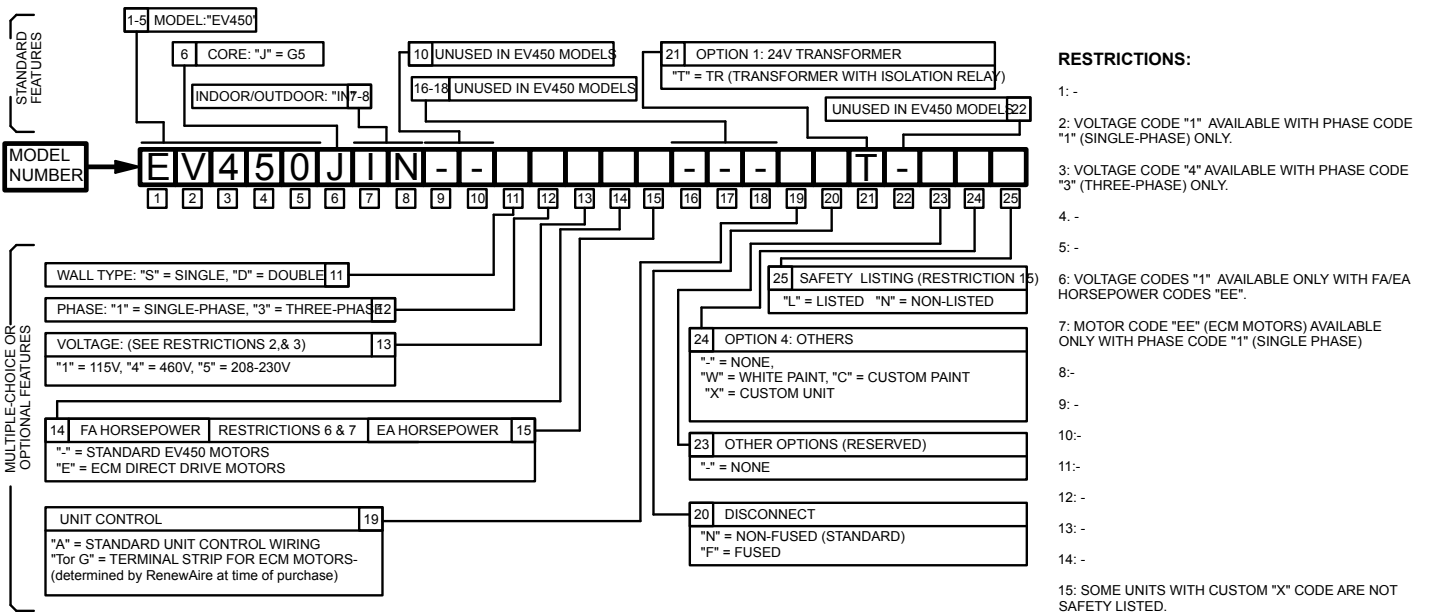 STANDARD
FEATURES
1-5 MODEL:"EV450"
6 CORE: "J" = G5
INDOOR/OUTDOOR: "IN" 7-8
10 UNUSED IN EV450 MODELS
16-18 UNUSED IN EV450 MODELS
21 OPTION 1: 24V TRANSFORMER
"T" = TR (TRANSFORMER WITH ISOLATION RELAY)
UNUSED IN EV450 MODELS 22
MODEL
NUMBER
E V 4 5 0 J I N - - - - - T -
1 2 3 4 5 6 7 8 9 10 11 12 13 14 15 16 17 18 19 20 21 22 23 24 25
MULTIPLE-CHOICE OR
OPTIONAL FEATURES
WALL TYPE: "S" = SINGLE, "D" = DOUBLE 11
PHASE: "1" = SINGLE-PHASE, "3" = THREE-PHASE 12
VOLTAGE: (SEE RESTRICTIONS 2,& 3) 13
"1" = 115V, "4" = 460V, "5" = 208-230V
14 FA HORSEPOWER RESTRICTIONS 6 & 7 EA HORSEPOWER 15
"-" = STANDARD EV450 MOTORS
"E" = ECM DIRECT DRIVE MOTORS
UNIT CONTROL 19
"A" = STANDARD UNIT CONTROL WIRING
"Tor G" = TERMINAL STRIP FOR ECM MOTORS-
(determined by RenewAire at time of purchase)
25 SAFETY LISTING (RESTRICTION 15)
"L" = LISTED "N" = NON-LISTED
24 OPTION 4: OTHERS
"-" = NONE,
"W" = WHITE PAINT, "C" = CUSTOM PAINT
"X" = CUSTOM UNIT
23 OTHER OPTIONS (RESERVED)
"-" = NONE
20 DISCONNECT
"N" = NON-FUSED (STANDARD)
"F" = FUSED
RESTRICTIONS:
1: -
2: VOLTAGE CODE "1" AVAILABLE WITH PHASE CODE
"1" (SINGLE-PHASE) ONLY.
3: VOLTAGE CODE "4" AVAILABLE WITH PHASE CODE
"3" (THREE-PHASE) ONLY.
4. -
5: -
6: VOLTAGE CODES "1" AVAILABLE ONLY WITH FA/EA
HORSEPOWER CODES "EE".
7: MOTOR CODE "EE" (ECM MOTORS) AVAILABLE
ONLY WITH PHASE CODE "1" (SINGLE PHASE)
8:-
9: -
10:-
11:-
12: -
13: -
14: -
15: SOME UNITS WITH CUSTOM "X" CODE ARE NOT
SAFETY LISTED.